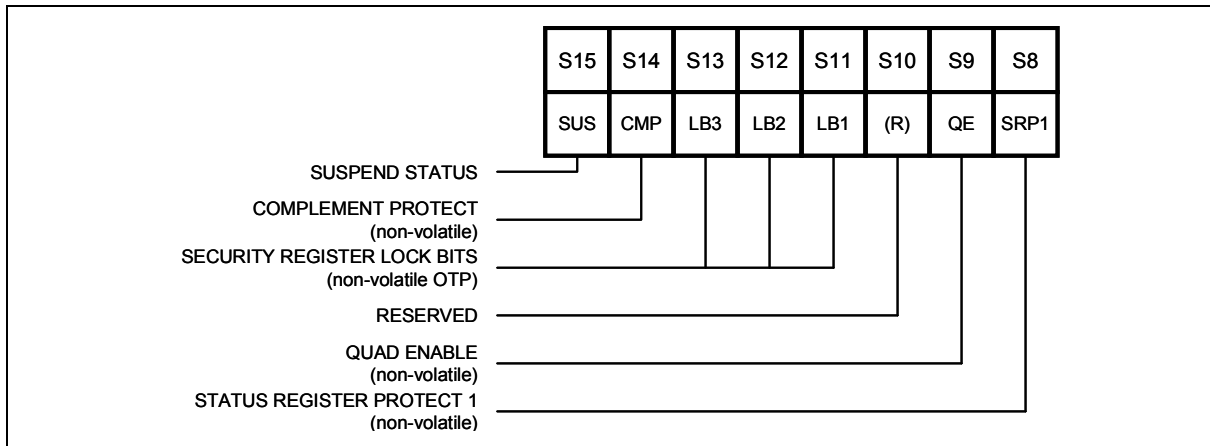 S15 S14 S13 S12 S11 S10 S9 S8
SUS CMP LB3 LB2 LB1 (R) QE SRP1
SUSPEND STATUS
COMPLEMENT PROTECT
(non-volatile)
SECURITY REGISTER LOCK BITS
(non-volatile OTP)
RESERVED
QUAD ENABLE
(non-volatile)
STATUS REGISTER PROTECT 1
(non-volatile)